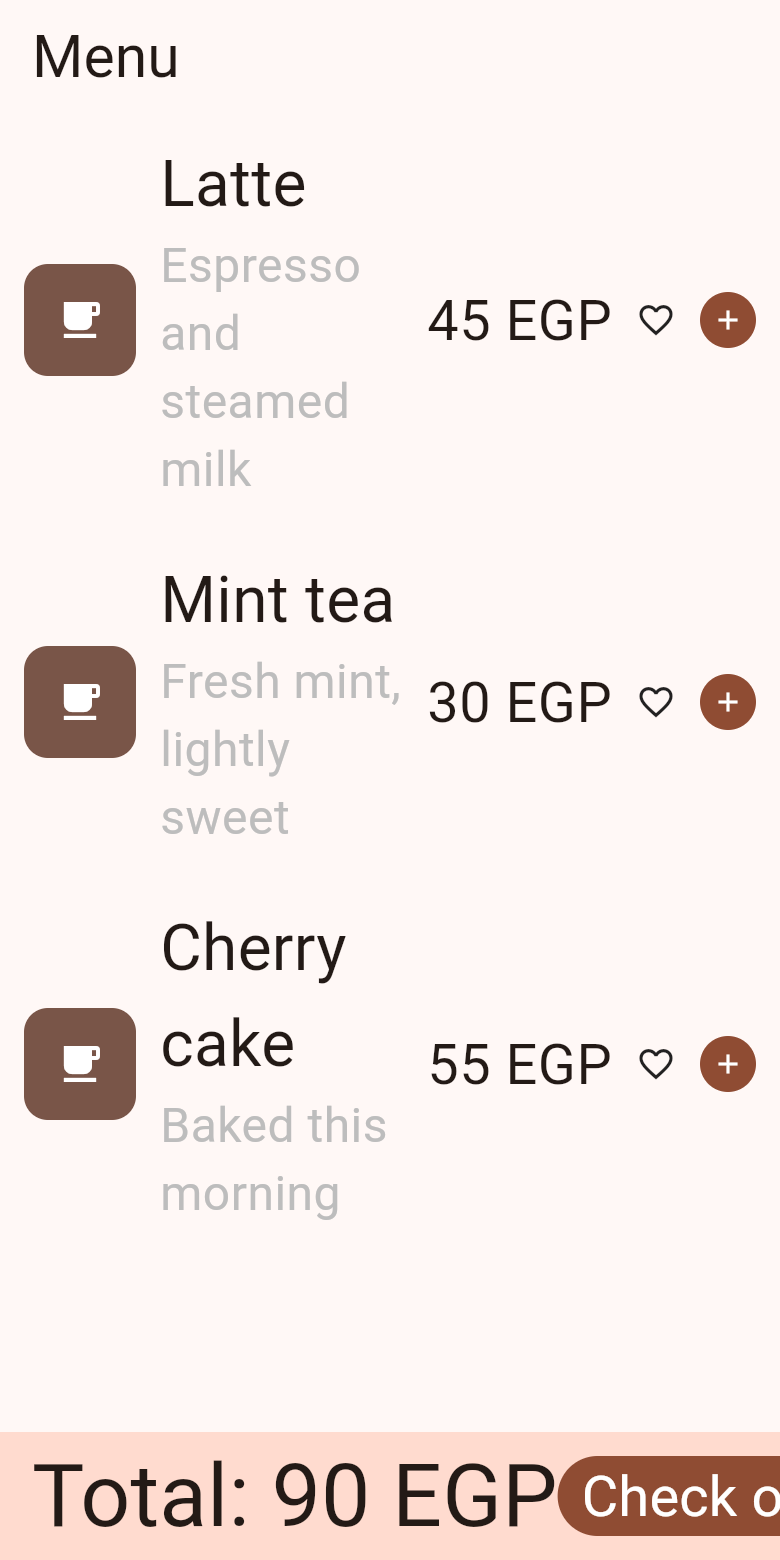 Menu
Latte
Espresso
and
steamed
milk
45 EGP
Mint tea
Fresh mint,
lightly
sweet
30 EGP
Cherry
cake
Baked this
morning
55 EGP
Total: 90 EGP
Check o